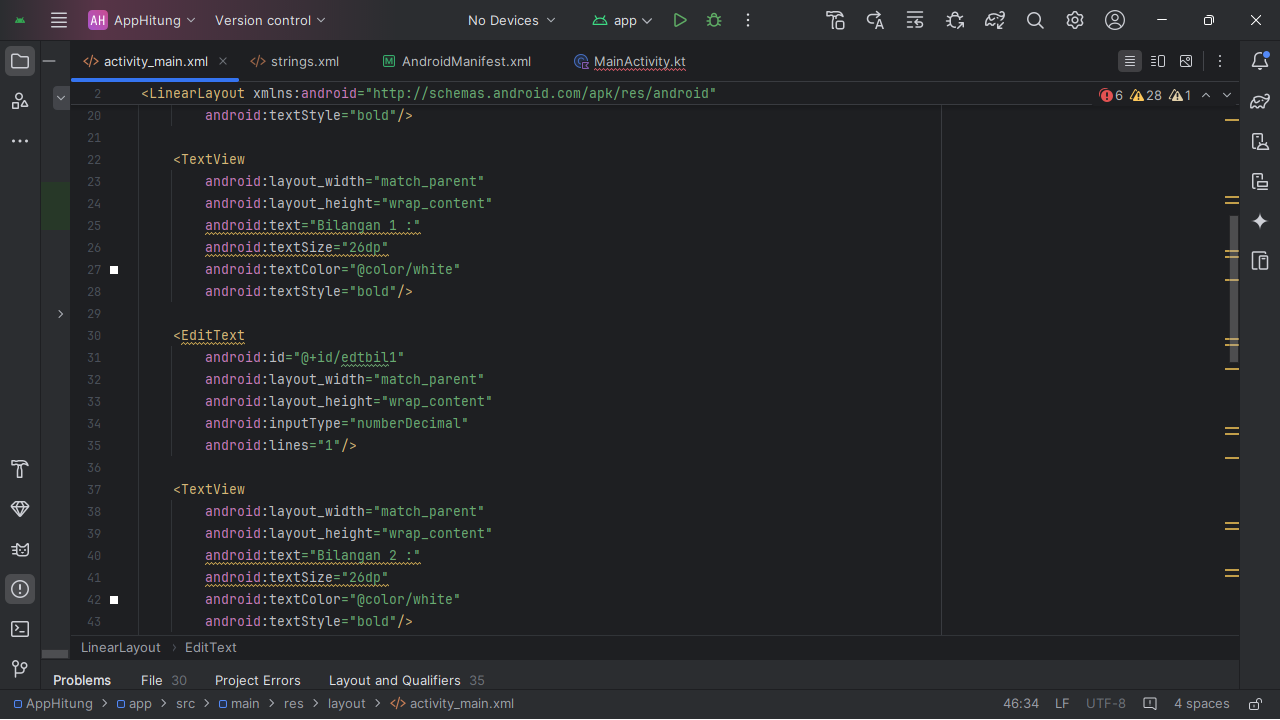 AH AppHitung Version control No Devices app
activity_main.xml strings.xml AndroidManifest.xml MainActivity.kt
2 <LinearLayout xmlns:android="http://schemas.android.com/apk/res/android" 6 28 1
20 android:textStyle="bold"/>
21
22 <TextView
23 android:layout_width="match_parent"
24 android:layout_height="wrap_content"
25 android:text="Bilangan 1 :"
26 android:textSize="26dp"
27 android:textColor="@color/white"
28 android:textStyle="bold"/>
29
30 <EditText
31 android:id="@+id/edtbil1"
32 android:layout_width="match_parent"
33 android:layout_height="wrap_content"
34 android:inputType="numberDecimal"
35 android:lines="1"/>
36
37 <TextView
38 android:layout_width="match_parent"
39 android:layout_height="wrap_content"
40 android:text="Bilangan 2 :"
41 android:textSize="26dp"
42 android:textColor="@color/white"
43 android:textStyle="bold"/>
LinearLayout › EditText
Problems File 30 Project Errors Layout and Qualifiers 35
AppHitung > app > src > main > res > layout > activity_main.xml 46:34 LF UTF-8 4 spaces